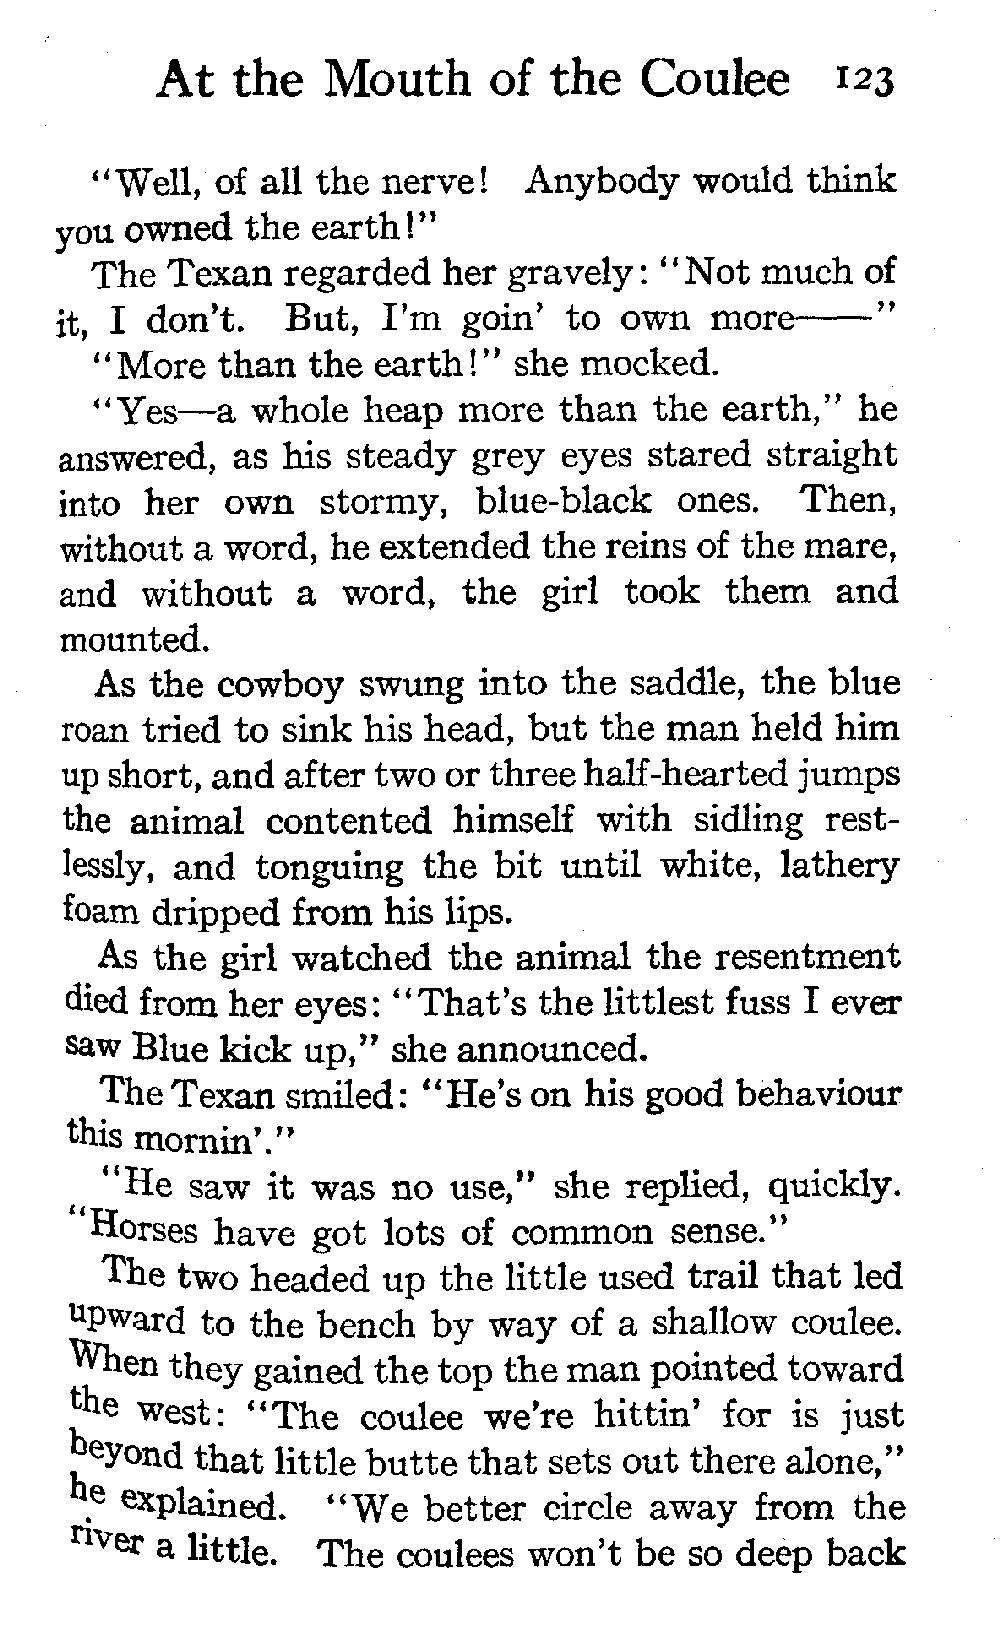 At the Mouth of the Coulee 123
"Well, of all the nerve! Anybody would think
you owned the earth!"
The Texan regarded her gravely: "Not much of
it, I don't. But, I'm goin' to own more——"
"More than the earth!" she mocked.
"Yes—a whole heap more than the earth," he
answered, as his steady grey eyes stared straight
into her own stormy, blue-black ones. Then,
without a word, he extended the reins of the mare,
and without a word, the girl took them and
mounted.
As the cowboy swung into the saddle, the blue
roan tried to sink his head, but the man held him
up short, and after two or three half-hearted jumps
the animal contented himself with sidling rest-
lessly, and tonguing the bit until white, lathery
foam dripped from his lips.
As the girl watched the animal the resentment
died from her eyes: "That's the littlest fuss I ever
saw Blue kick up," she announced.
The Texan smiled: "He's on his good behaviour
this mornin'."
"He saw it was no use," she replied, quickly.
"Horses have got lots of common sense."
The two headed up the little used trail that led
upward to the bench by way of a shallow coulee.
When they gained the top the man pointed toward
the west: "The coulee we're hittin' for is just
beyond that little butte that sets out there alone,"
he explained. "We better circle away from the
river a little. The coulees won't be so deep back